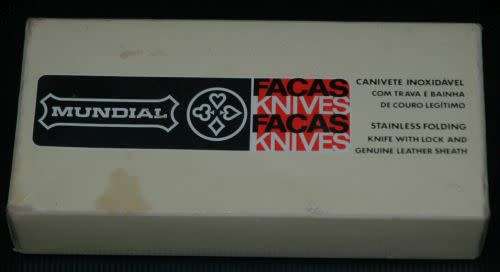 MUNDIAL
FACAS
KNIVES
FACAS
KNIVES
CANIVETE INOXIDÁVEL
COM TRAVA E BAINHA
DE COURO LEGÍTIMO
STAINLESS FOLDING
KNIFE WITH LOCK AND
GENUINE LEATHER SHEATH